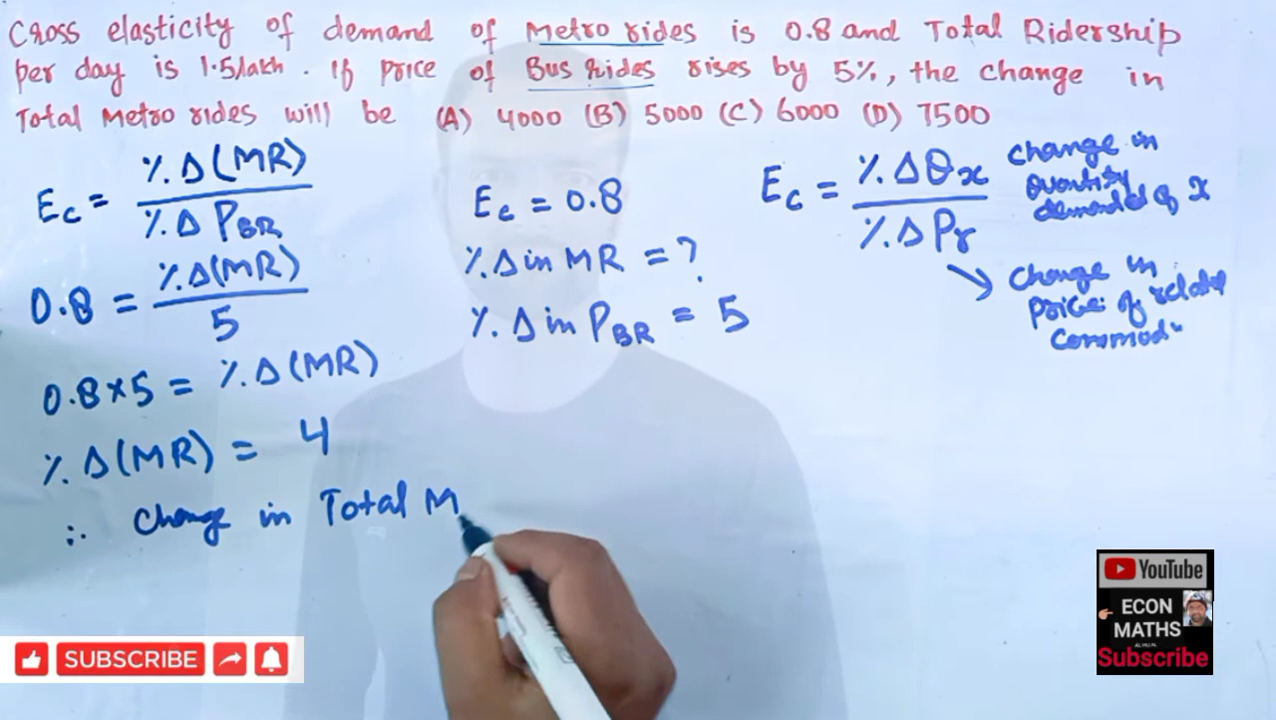 Cross elasticity of demand of Metro rides is 0.8 and Total Ridership
per day is 1.5lakh. If price of Bus Rides rises by 5%, the change in
Total Metro rides will be (A) 4000 (B) 5000 (C) 6000 (D) 7500
Ec = %Δ(MR) / %Δ PBR
0.8 = %Δ(MR) / 5
0.8×5 = %Δ(MR)
%Δ(MR) = 4
∴ Change in Total M
Ec = 0.8
%Δ in MR = ?
%Δ in PBR = 5
Ec = %ΔQx / %ΔPr
change in
quantity
demanded of x
change in
price of related
commod
SUBSCRIBE
YouTube
ECON
MATHS
Subscribe